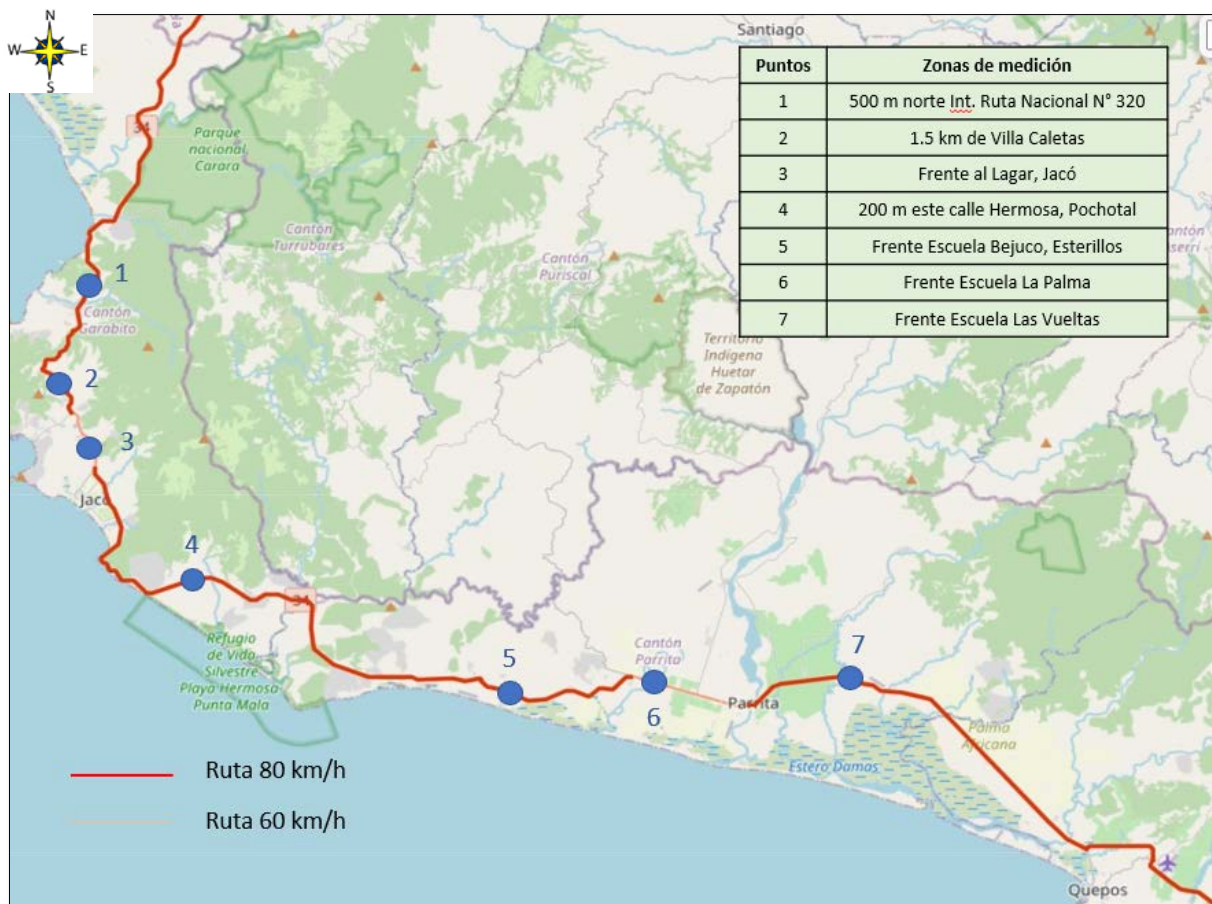 N
W
E
S
Santiago
Puntos
Zonas de medición
1
500 m norte Int. Ruta Nacional N° 320
2
1.5 km de Villa Caletas
3
Frente al Lagar, Jacó
4
200 m este calle Hermosa, Pochotal
5
Frente Escuela Bejuco, Esterillos
6
Frente Escuela La Palma
7
Frente Escuela Las Vueltas
34
Parque
nacional
Carara
Cantón
Turrubares
Cantón
Puriscal
Cantón
Garabito
Territorio
Indígena
Huetar
de Zapatón
1
2
3
Jacó
4
34
Refugio
de Vida
Silvestre
Playa Hermosa
Punta Mala
5
Cantón
Parrita
6
Parrita
7
Palma
Africana
Estero Damas
Quepos
Ruta 80 km/h
Ruta 60 km/h